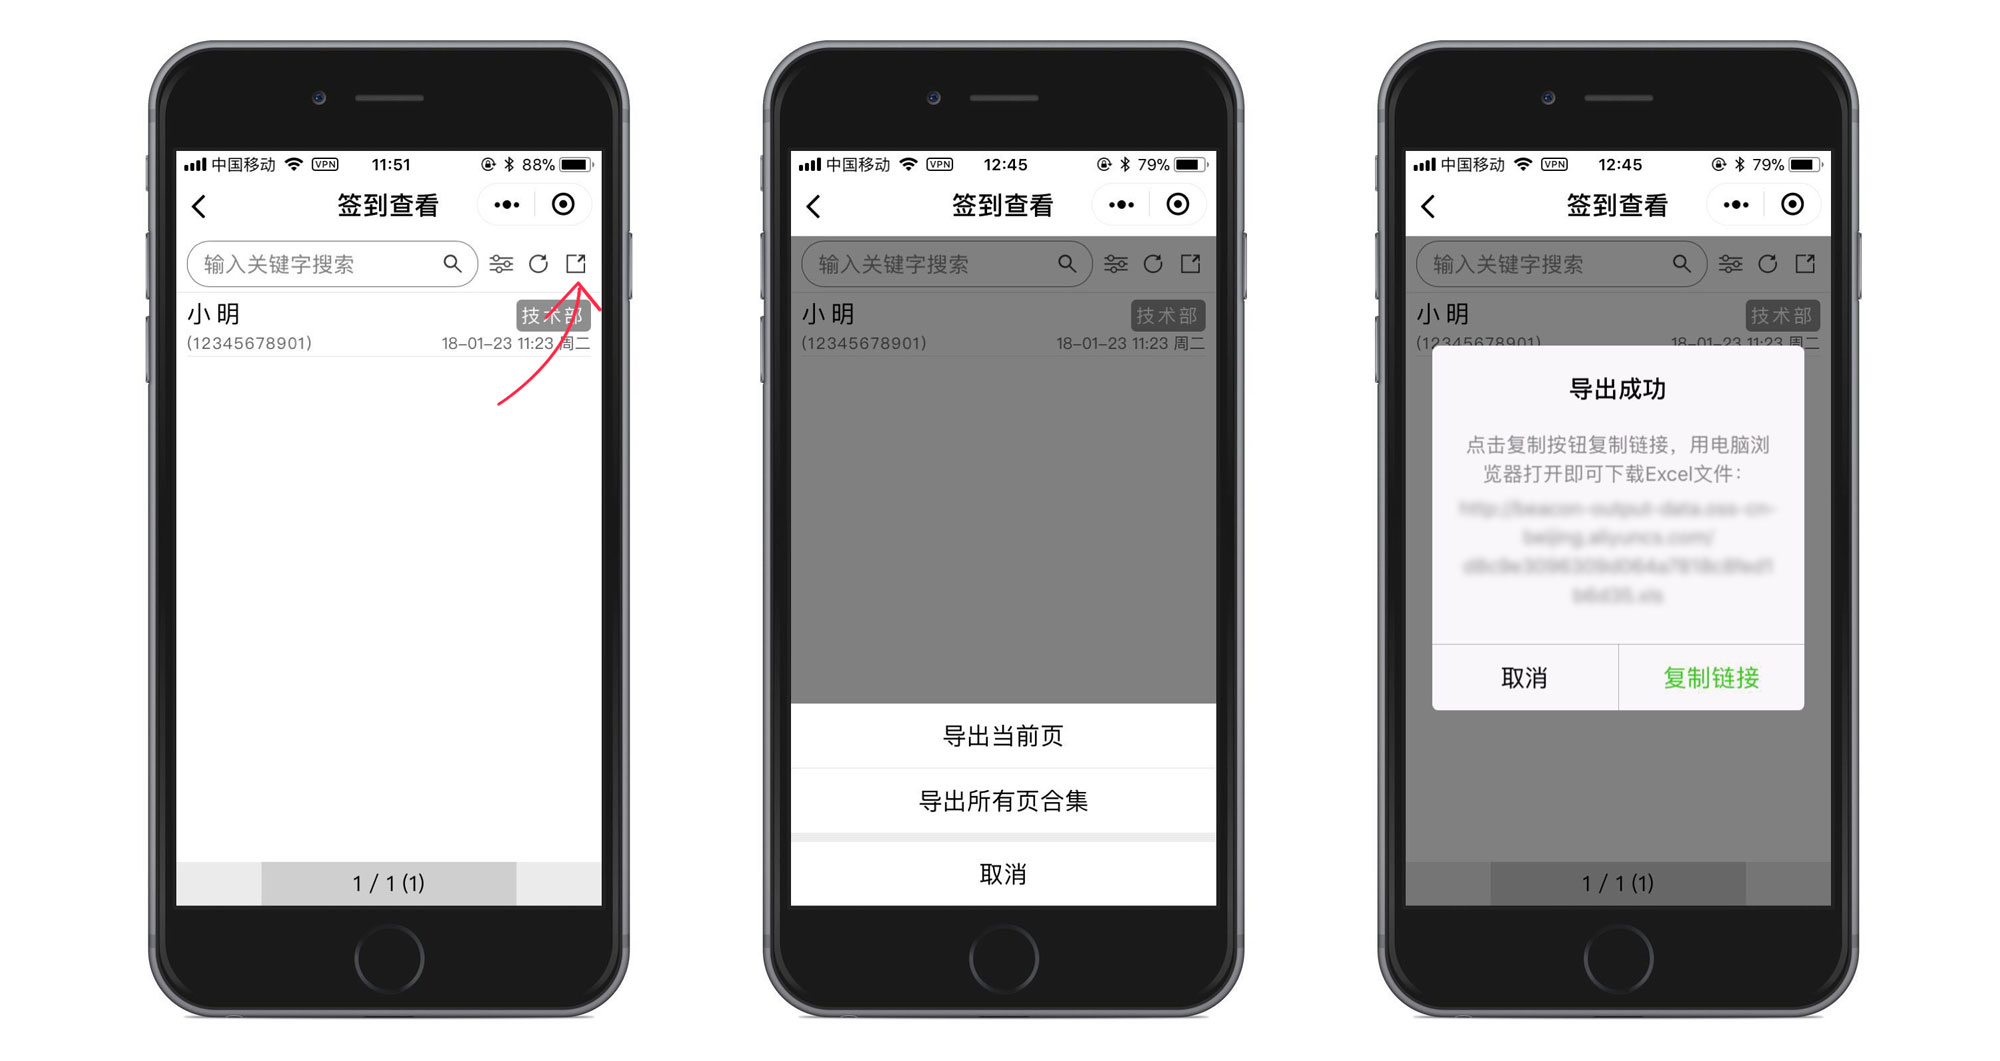 中国移动 VPN 11:51 88%
签到查看
输入关键字搜索
小明 技术部
(12345678901) 18-01-23 11:23 周二
1 / 1 (1)
中国移动 VPN 12:45 79%
签到查看
输入关键字搜索
小明 技术部
(12345678901) 18-01-23 11:23 周二
导出当前页
导出所有页合集
取消
中国移动 VPN 12:45 79%
签到查看
输入关键字搜索
小明 技术部
(12345678901) 18-01-23 11:23 周二
导出成功
点击复制按钮复制链接，用电脑浏
览器打开即可下载Excel文件：
取消 复制链接
1 / 1 (1)